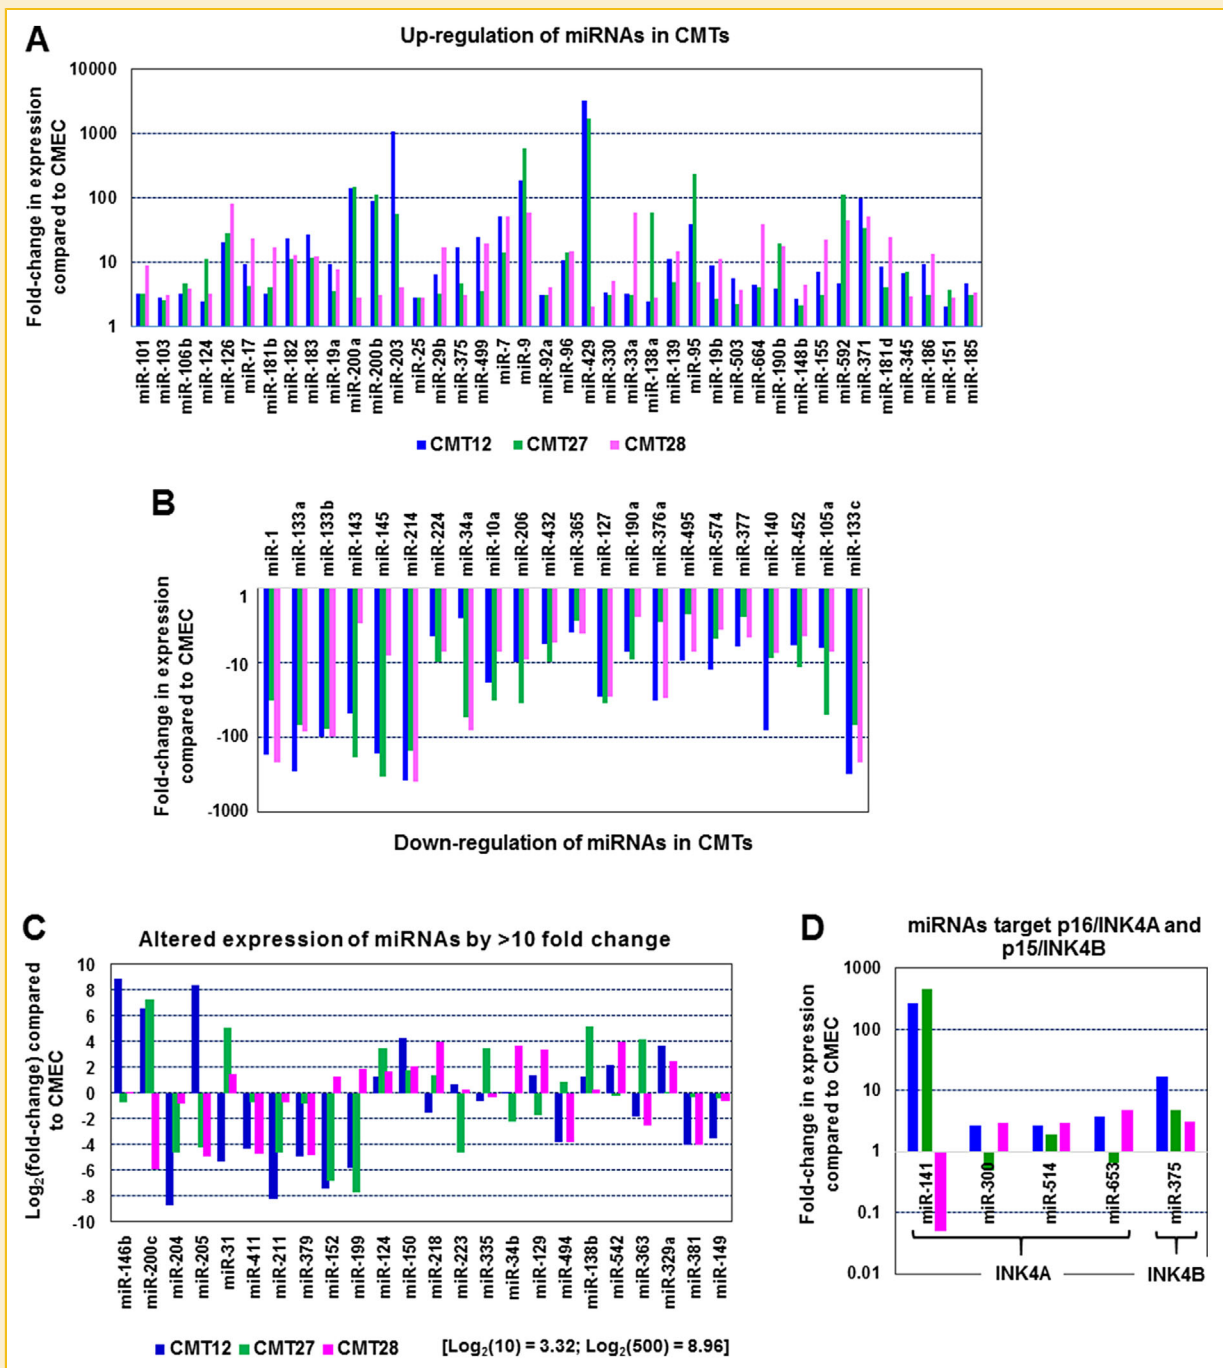 A
Up-regulation of miRNAs in CMTs
Fold-change in expression
compared to CMEC
10000
1000
100
10
1
miR-101
miR-103
miR-106b
miR-124
miR-126
miR-17
miR-181b
miR-182
miR-183
miR-19a
miR-200a
miR-200b
miR-203
miR-25
miR-29b
miR-375
miR-499
miR-7
miR-9
miR-92a
miR-96
miR-429
miR-330
miR-33a
miR-138a
miR-139
miR-95
miR-19b
miR-503
miR-664
miR-190b
miR-148b
miR-155
miR-592
miR-371
miR-181d
miR-345
miR-186
miR-151
miR-185
CMT12 CMT27 CMT28
B
miR-1
miR-133a
miR-133b
miR-143
miR-145
miR-214
miR-224
miR-34a
miR-10a
miR-206
miR-432
miR-365
miR-127
miR-190a
miR-376a
miR-495
miR-574
miR-377
miR-140
miR-452
miR-105a
miR-133c
Fold-change in expression
compared to CMEC
1
-10
-100
-1000
Down-regulation of miRNAs in CMTs
C
Altered expression of miRNAs by >10 fold change
Log₂(fold-change) compared
to CMEC
10
8
6
4
2
0
-2
-4
-6
-8
-10
miR-146b
miR-200c
miR-204
miR-205
miR-31
miR-411
miR-211
miR-379
miR-152
miR-199
miR-124
miR-150
miR-218
miR-223
miR-335
miR-34b
miR-129
miR-494
miR-138b
miR-542
miR-363
miR-329a
miR-381
miR-149
CMT12 CMT27 CMT28 [Log₂(10) = 3.32; Log₂(500) = 8.96]
D
miRNAs target p16/INK4A and
p15/INK4B
Fold-change in expression
compared to CMEC
1000
100
10
1
0.1
0.01
miR-141
miR-300
miR-514
miR-653
miR-375
INK4A INK4B